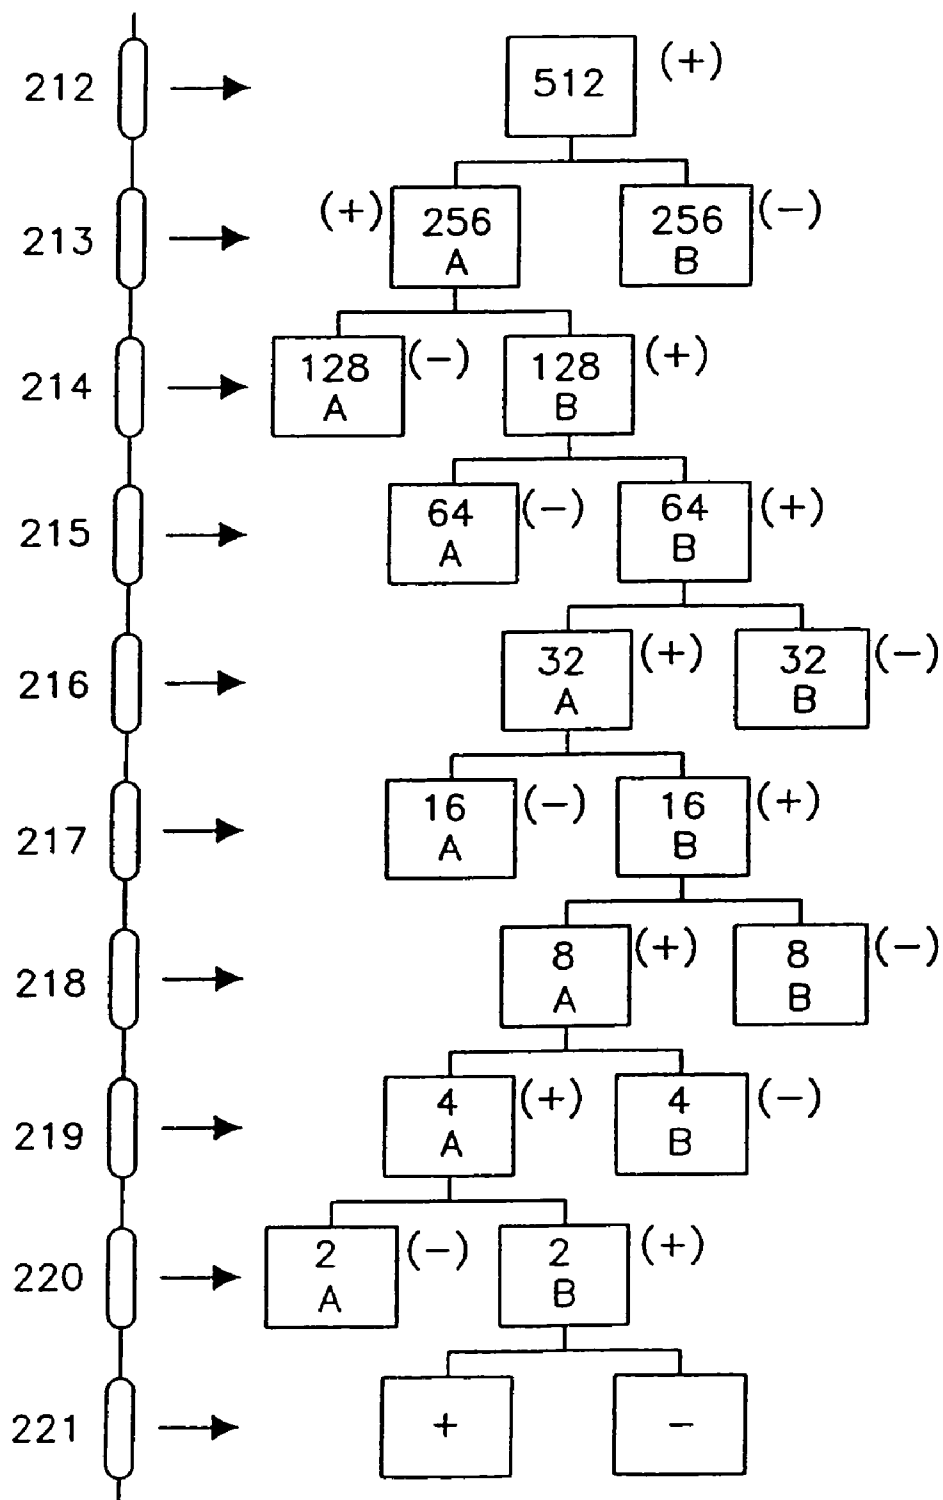 212 512 (+)
213 (+) 256 A 256 B (-)
214 128 A (-) 128 B (+)
215 64 A (-) 64 B (+)
216 32 A (+) 32 B (-)
217 16 A (-) 16 B (+)
218 8 A (+) 8 B (-)
219 4 A (+) 4 B (-)
220 2 A (-) 2 B (+)
221 + -